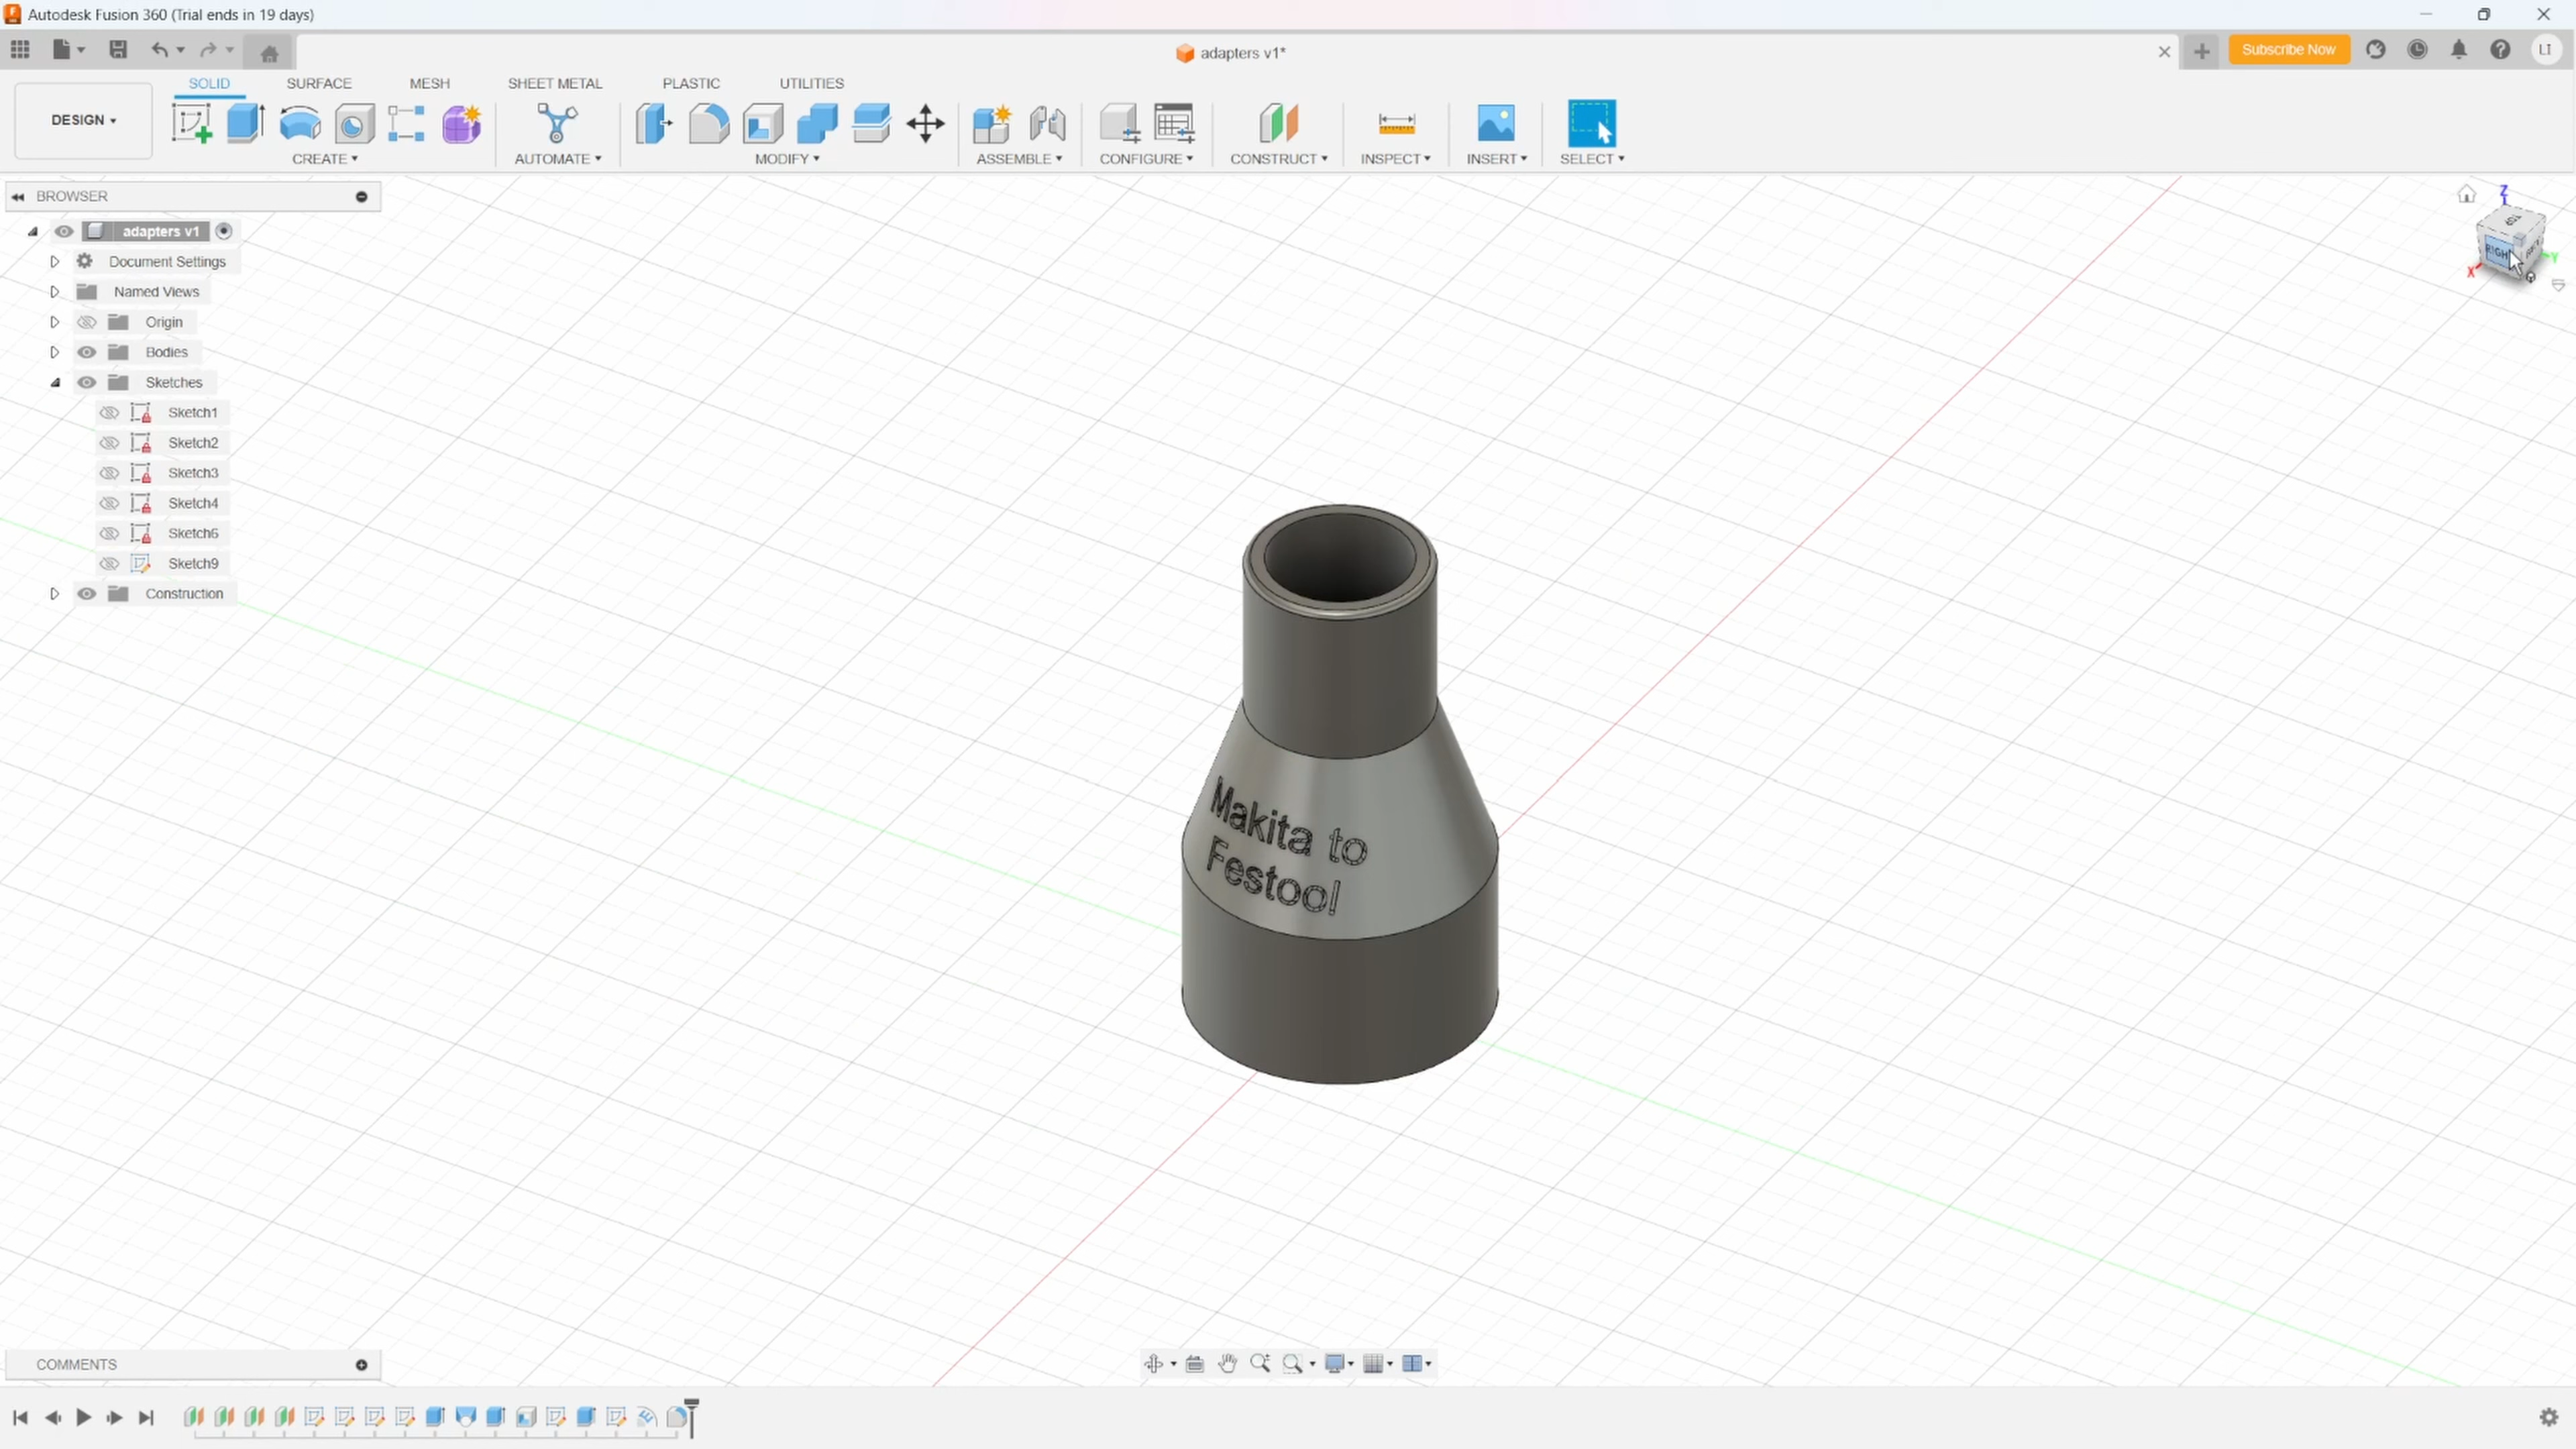 Autodesk Fusion 360 (Trial ends in 19 days)
adapters v1*
Subscribe Now
LI
DESIGN
SOLID
SURFACE
MESH
SHEET METAL
PLASTIC
UTILITIES
CREATE
AUTOMATE
MODIFY
ASSEMBLE
CONFIGURE
CONSTRUCT
INSPECT
INSERT
SELECT
BROWSER
adapters v1
Document Settings
Named Views
Origin
Bodies
Sketches
Sketch1
Sketch2
Sketch3
Sketch4
Sketch6
Sketch9
Construction
Z
TOP
X
Y
Makita to
Festool
COMMENTS